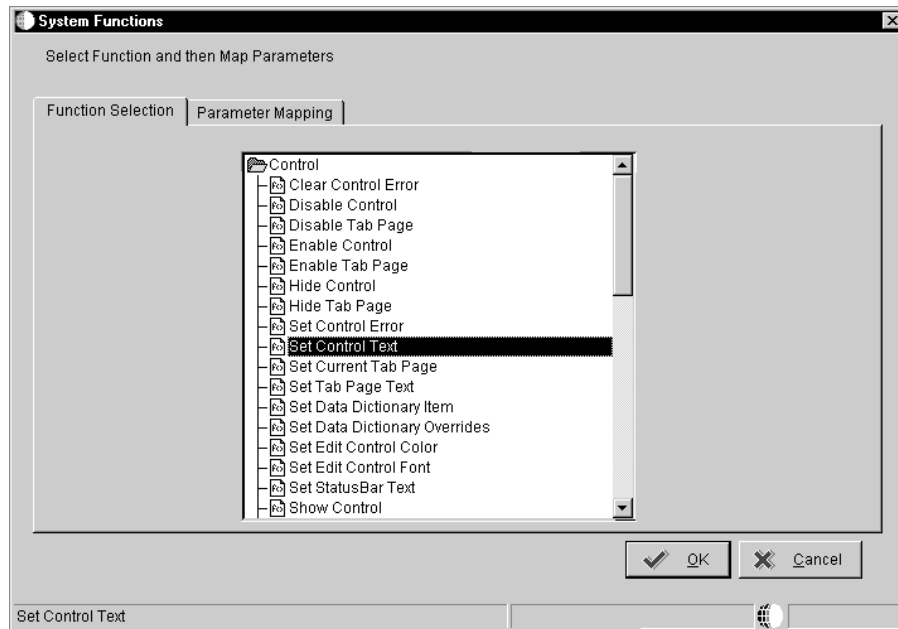 System Functions
Select Function and then Map Parameters
Function Selection
Parameter Mapping
Control
Clear Control Error
Disable Control
Disable Tab Page
Enable Control
Enable Tab Page
Hide Control
Hide Tab Page
Set Control Error
Set Control Text
Set Current Tab Page
Set Tab Page Text
Set Data Dictionary Item
Set Data Dictionary Overrides
Set Edit Control Color
Set Edit Control Font
Set StatusBar Text
Show Control
OK
Cancel
Set Control Text